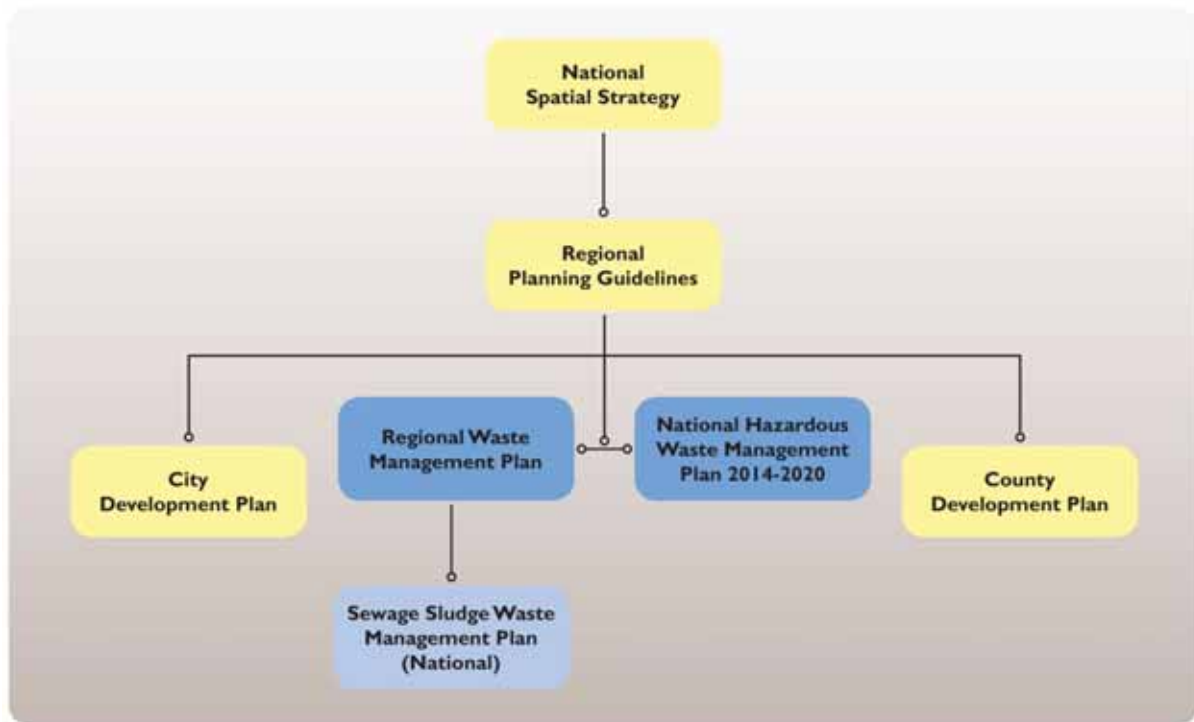 National
Spatial Strategy
Regional
Planning Guidelines
Regional Waste
Management Plan
National Hazardous
Waste Management
Plan 2014-2020
City
Development Plan
County
Development Plan
Sewage Sludge Waste
Management Plan
(National)